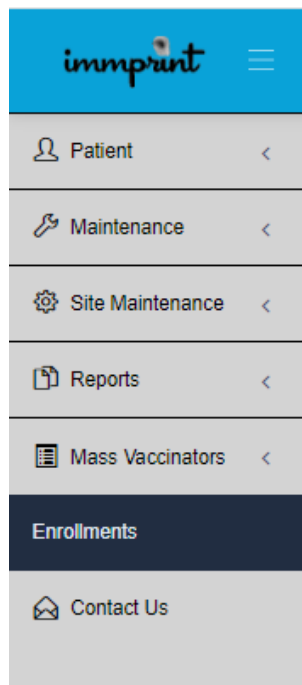 immprint
Patient
Maintenance
Site Maintenance
Reports
Mass Vaccinators
Enrollments
Contact Us